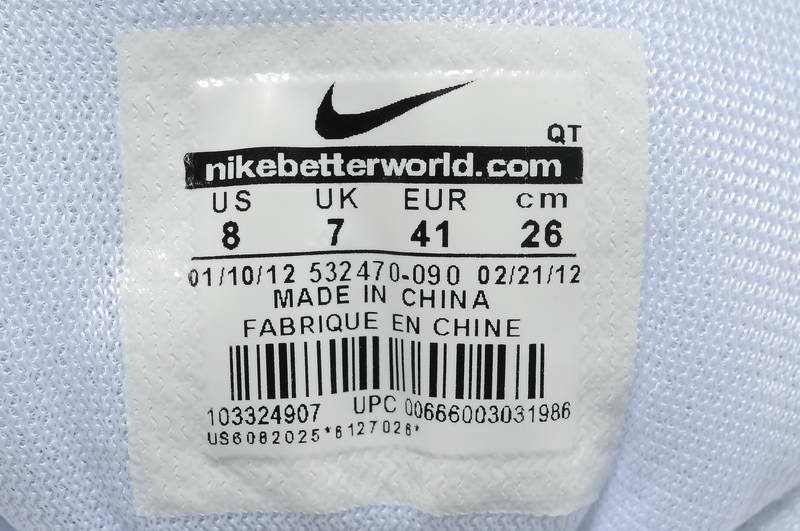 QT
nikebetterworld.com
US UK EUR cm
8 7 41 26
01/10/12 532470-090 02/21/12
MADE IN CHINA
FABRIQUE EN CHINE
103324907 UPC 00666003031986
US6082025*6127026*